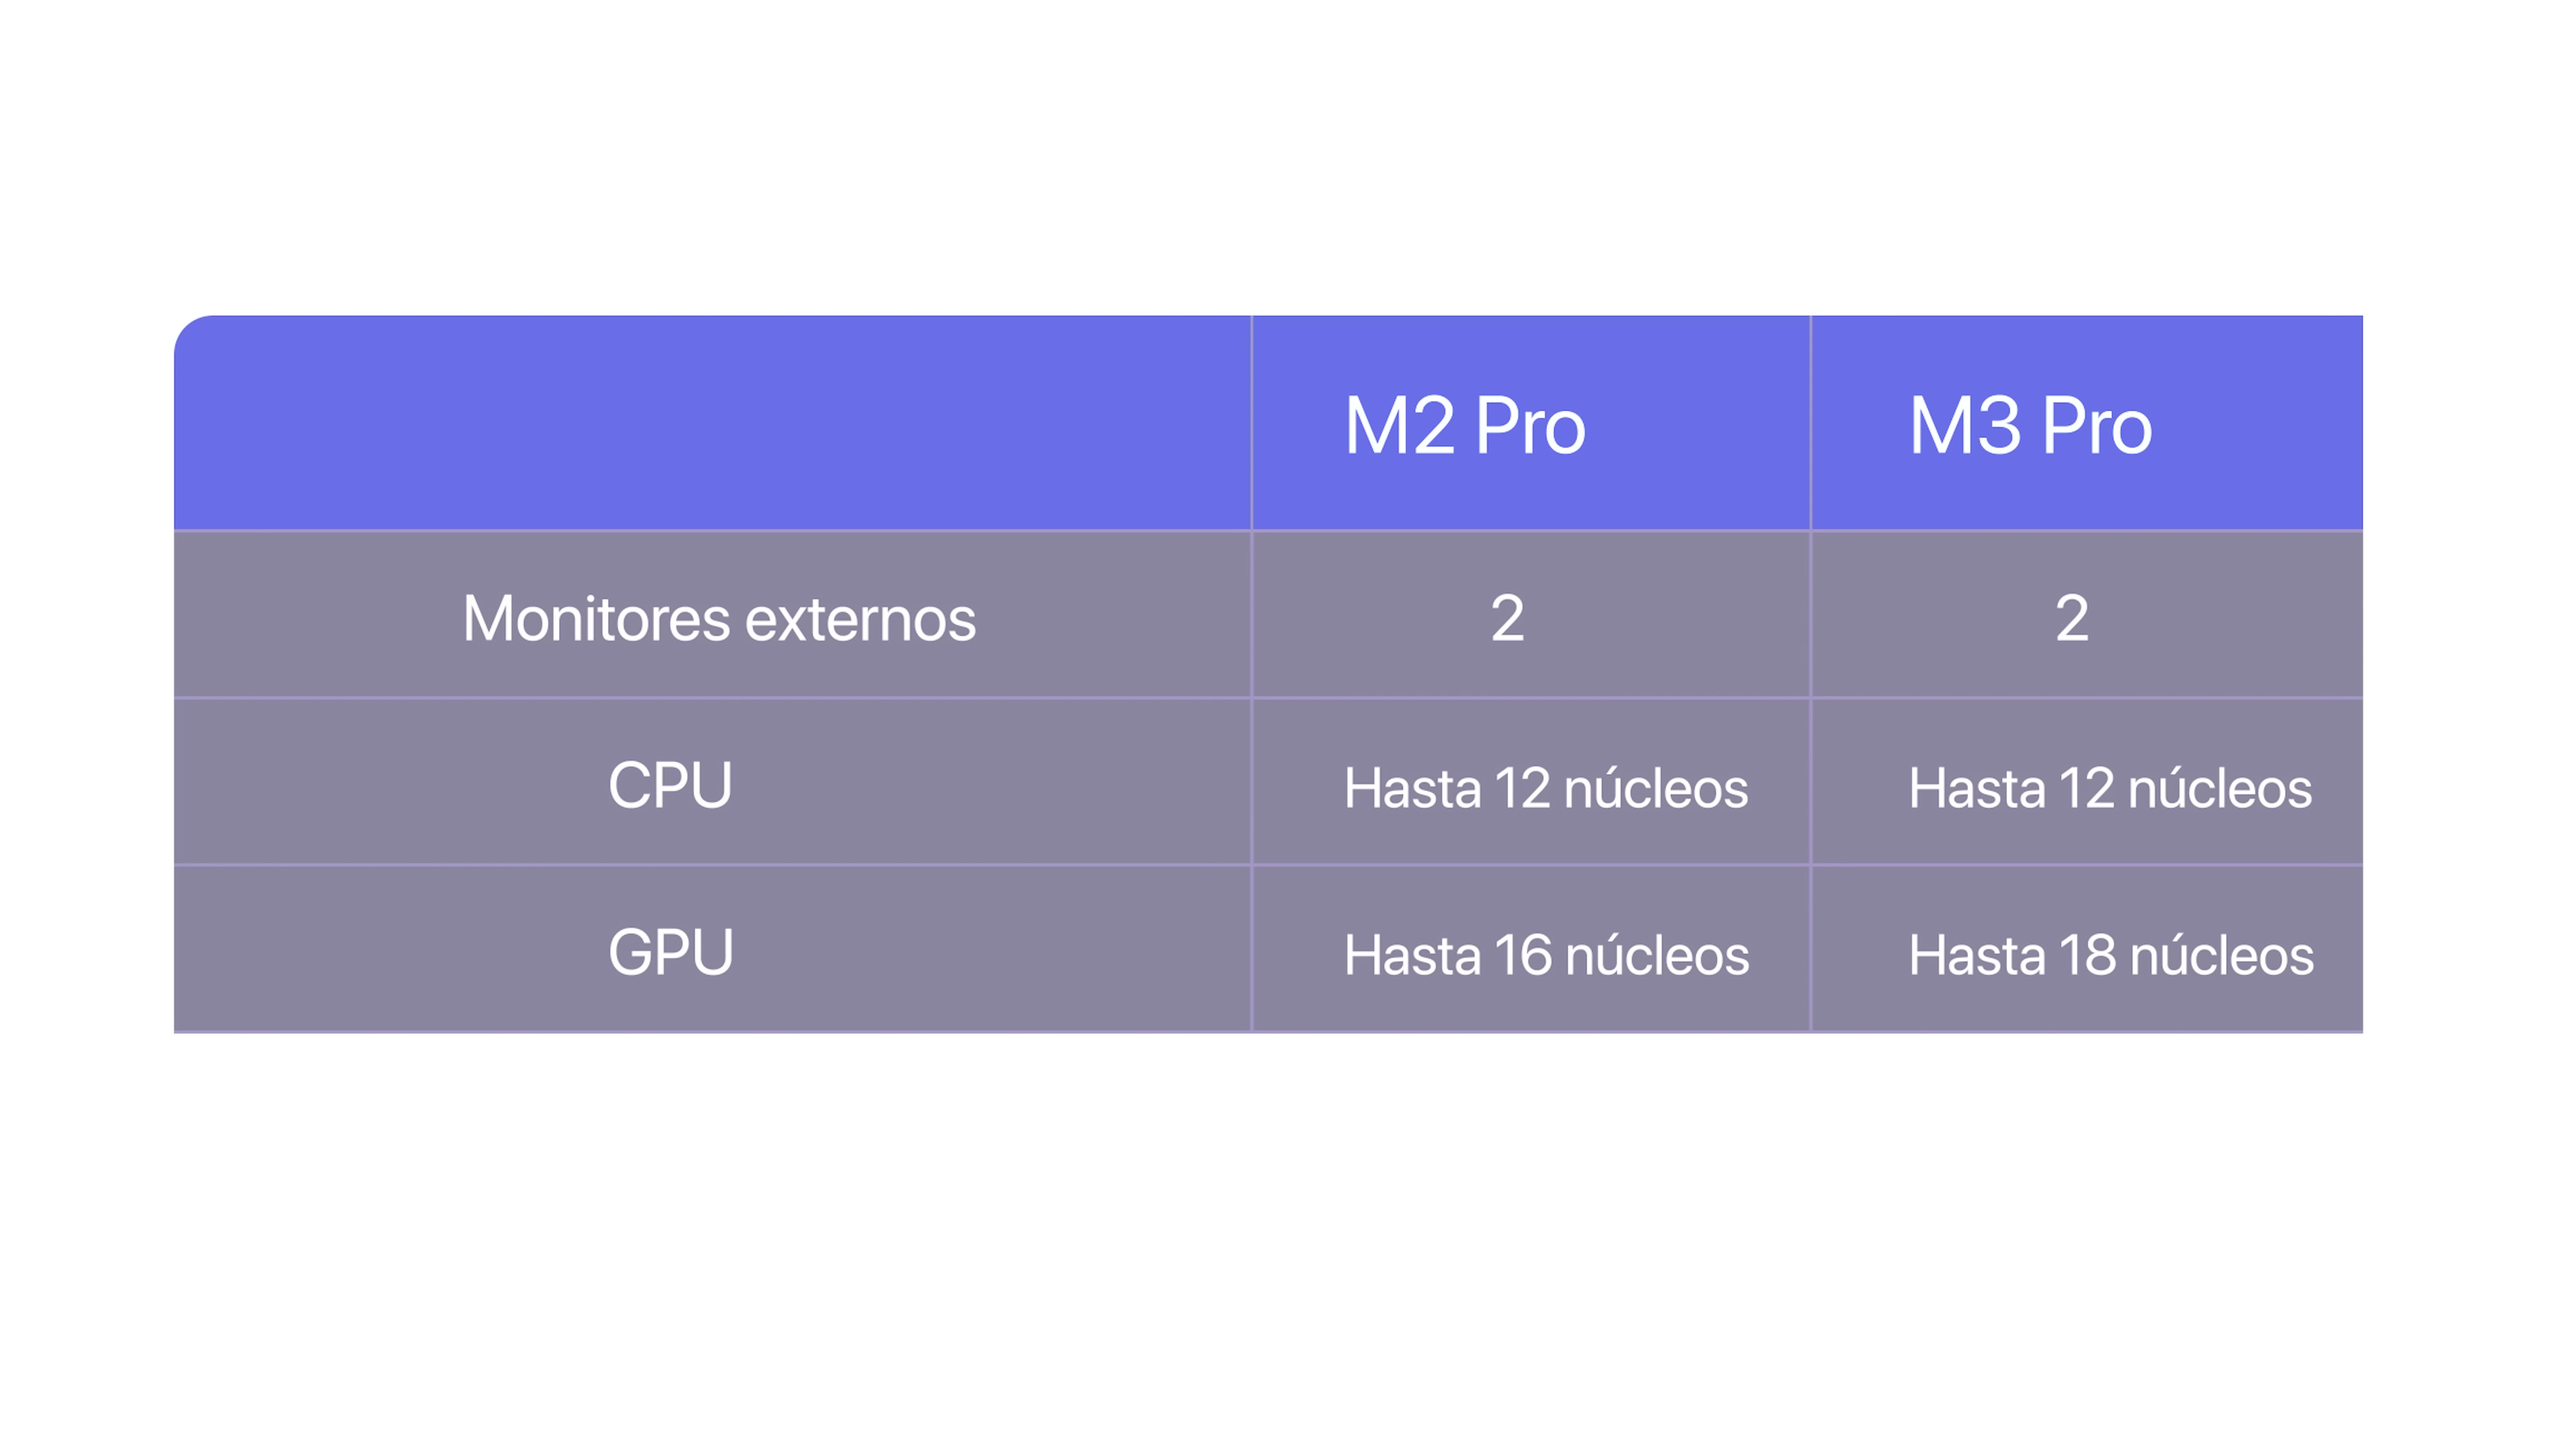 M2 Pro M3 Pro
Monitores externos 2 2
CPU Hasta 12 núcleos Hasta 12 núcleos
GPU Hasta 16 núcleos Hasta 18 núcleos